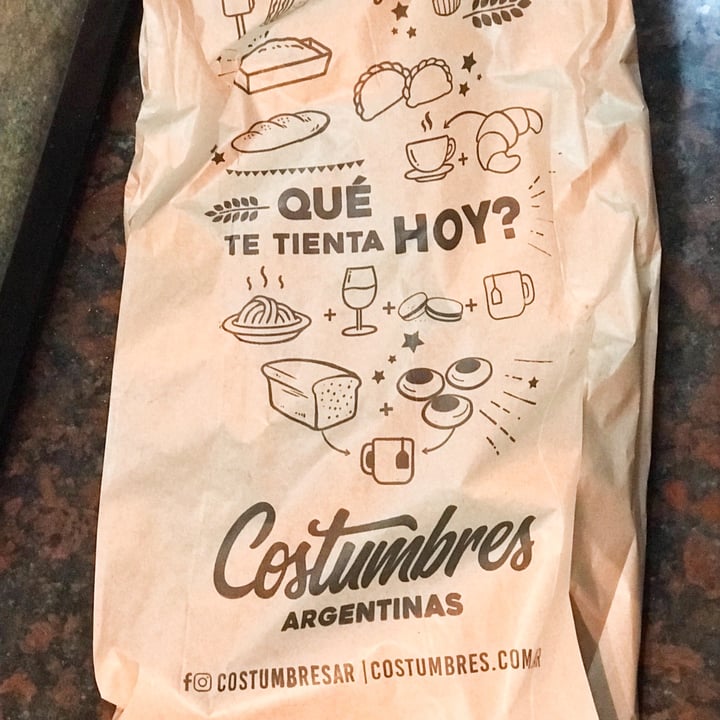 QUÉ
TE TIENTA HOY?
Costumbres
ARGENTINAS
COSTUMBRESAR | COSTUMBRES.COM.AR